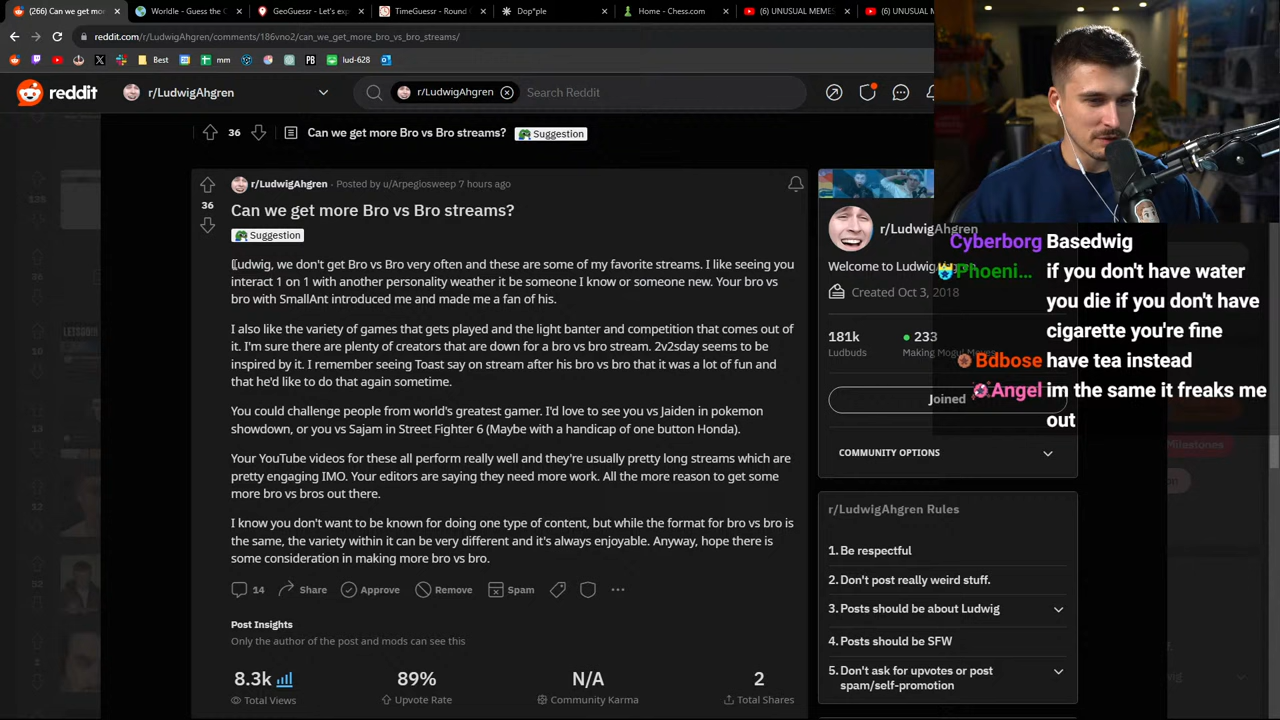 (266) Can we get mor
Worldle - Guess the C
GeoGuessr - Let's exp
TimeGuessr - Round
Dop*ple
Home - Chess.com
(6) UNUSUAL MEMES
(6) UNUSUAL MEM
reddit.com/r/LudwigAhgren/comments/186vno2/can_we_get_more_bro_vs_bro_streams/
Best
mm
PB
lud-628
reddit
r/LudwigAhgren
r/LudwigAhgren
Search Reddit
36
Can we get more Bro vs Bro streams?
Suggestion
r/LudwigAhgren · Posted by u/Arpegiosweep 7 hours ago
36
Can we get more Bro vs Bro streams?
Suggestion
Ludwig, we don't get Bro vs Bro very often and these are some of my favorite streams. I like seeing you
interact 1 on 1 with another personality weather it be someone I know or someone new. Your bro vs
bro with SmallAnt introduced me and made me a fan of his.
I also like the variety of games that gets played and the light banter and competition that comes out of
it. I'm sure there are plenty of creators that are down for a bro vs bro stream. 2v2sday seems to be
inspired by it. I remember seeing Toast say on stream after his bro vs bro that it was a lot of fun and
that he'd like to do that again sometime.
You could challenge people from world's greatest gamer. I'd love to see you vs Jaiden in pokemon
showdown, or you vs Sajam in Street Fighter 6 (Maybe with a handicap of one button Honda).
Your YouTube videos for these all perform really well and they're usually pretty long streams which are
pretty engaging IMO. Your editors are saying they need more work. All the more reason to get some
more bro vs bros out there.
I know you don't want to be known for doing one type of content, but while the format for bro vs bro is
the same, the variety within it can be very different and it's always enjoyable. Anyway, hope there is
some consideration in making more bro vs bro.
14
Share
Approve
Remove
Spam
Post Insights
Only the author of the post and mods can see this
8.3k
89%
N/A
2
Total Views
Upvote Rate
Community Karma
Total Shares
r/LudwigAhgren
Welcome to Ludwig
Created Oct 3, 2018
181k
233
Ludbuds
Making Mogul Moves
Joined
COMMUNITY OPTIONS
r/LudwigAhgren Rules
1. Be respectful
2. Don't post really weird stuff.
3. Posts should be about Ludwig
4. Posts should be SFW
5. Don't ask for upvotes or post
spam/self-promotion
Cyberborg Basedwig
Phoeni... if you don't have water
you die if you don't have
cigarette you're fine
Bdbose have tea instead
Angel im the same it freaks me
out
Milestones